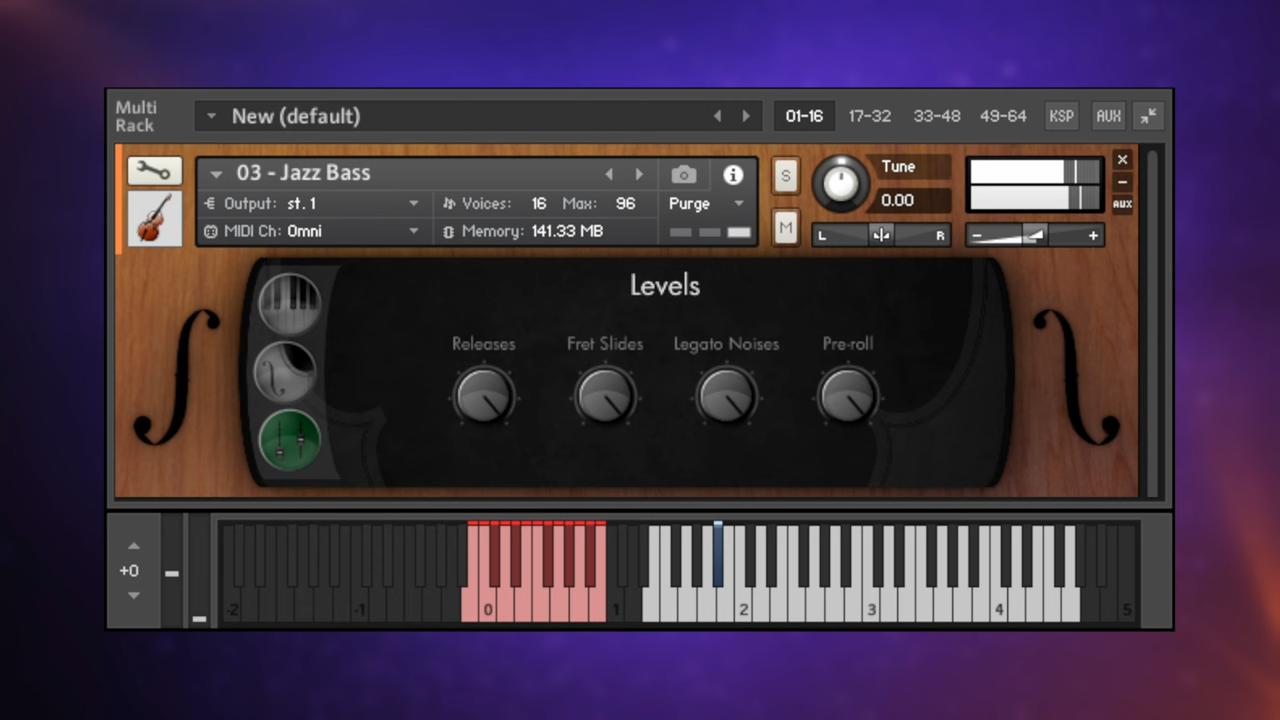 Multi
Rack
New (default)
01-16 17-32 33-48 49-64 KSP AUX
03 - Jazz Bass
i
S
Tune
Output: st. 1
Voices: 16 Max: 96
Purge
0.00
AUX
M
MIDI Ch: Omni
Memory: 141.33 MB
L R
- +
Levels
Releases Fret Slides Legato Noises Pre-roll
+0
-2 -1 0 1 2 3 4 5